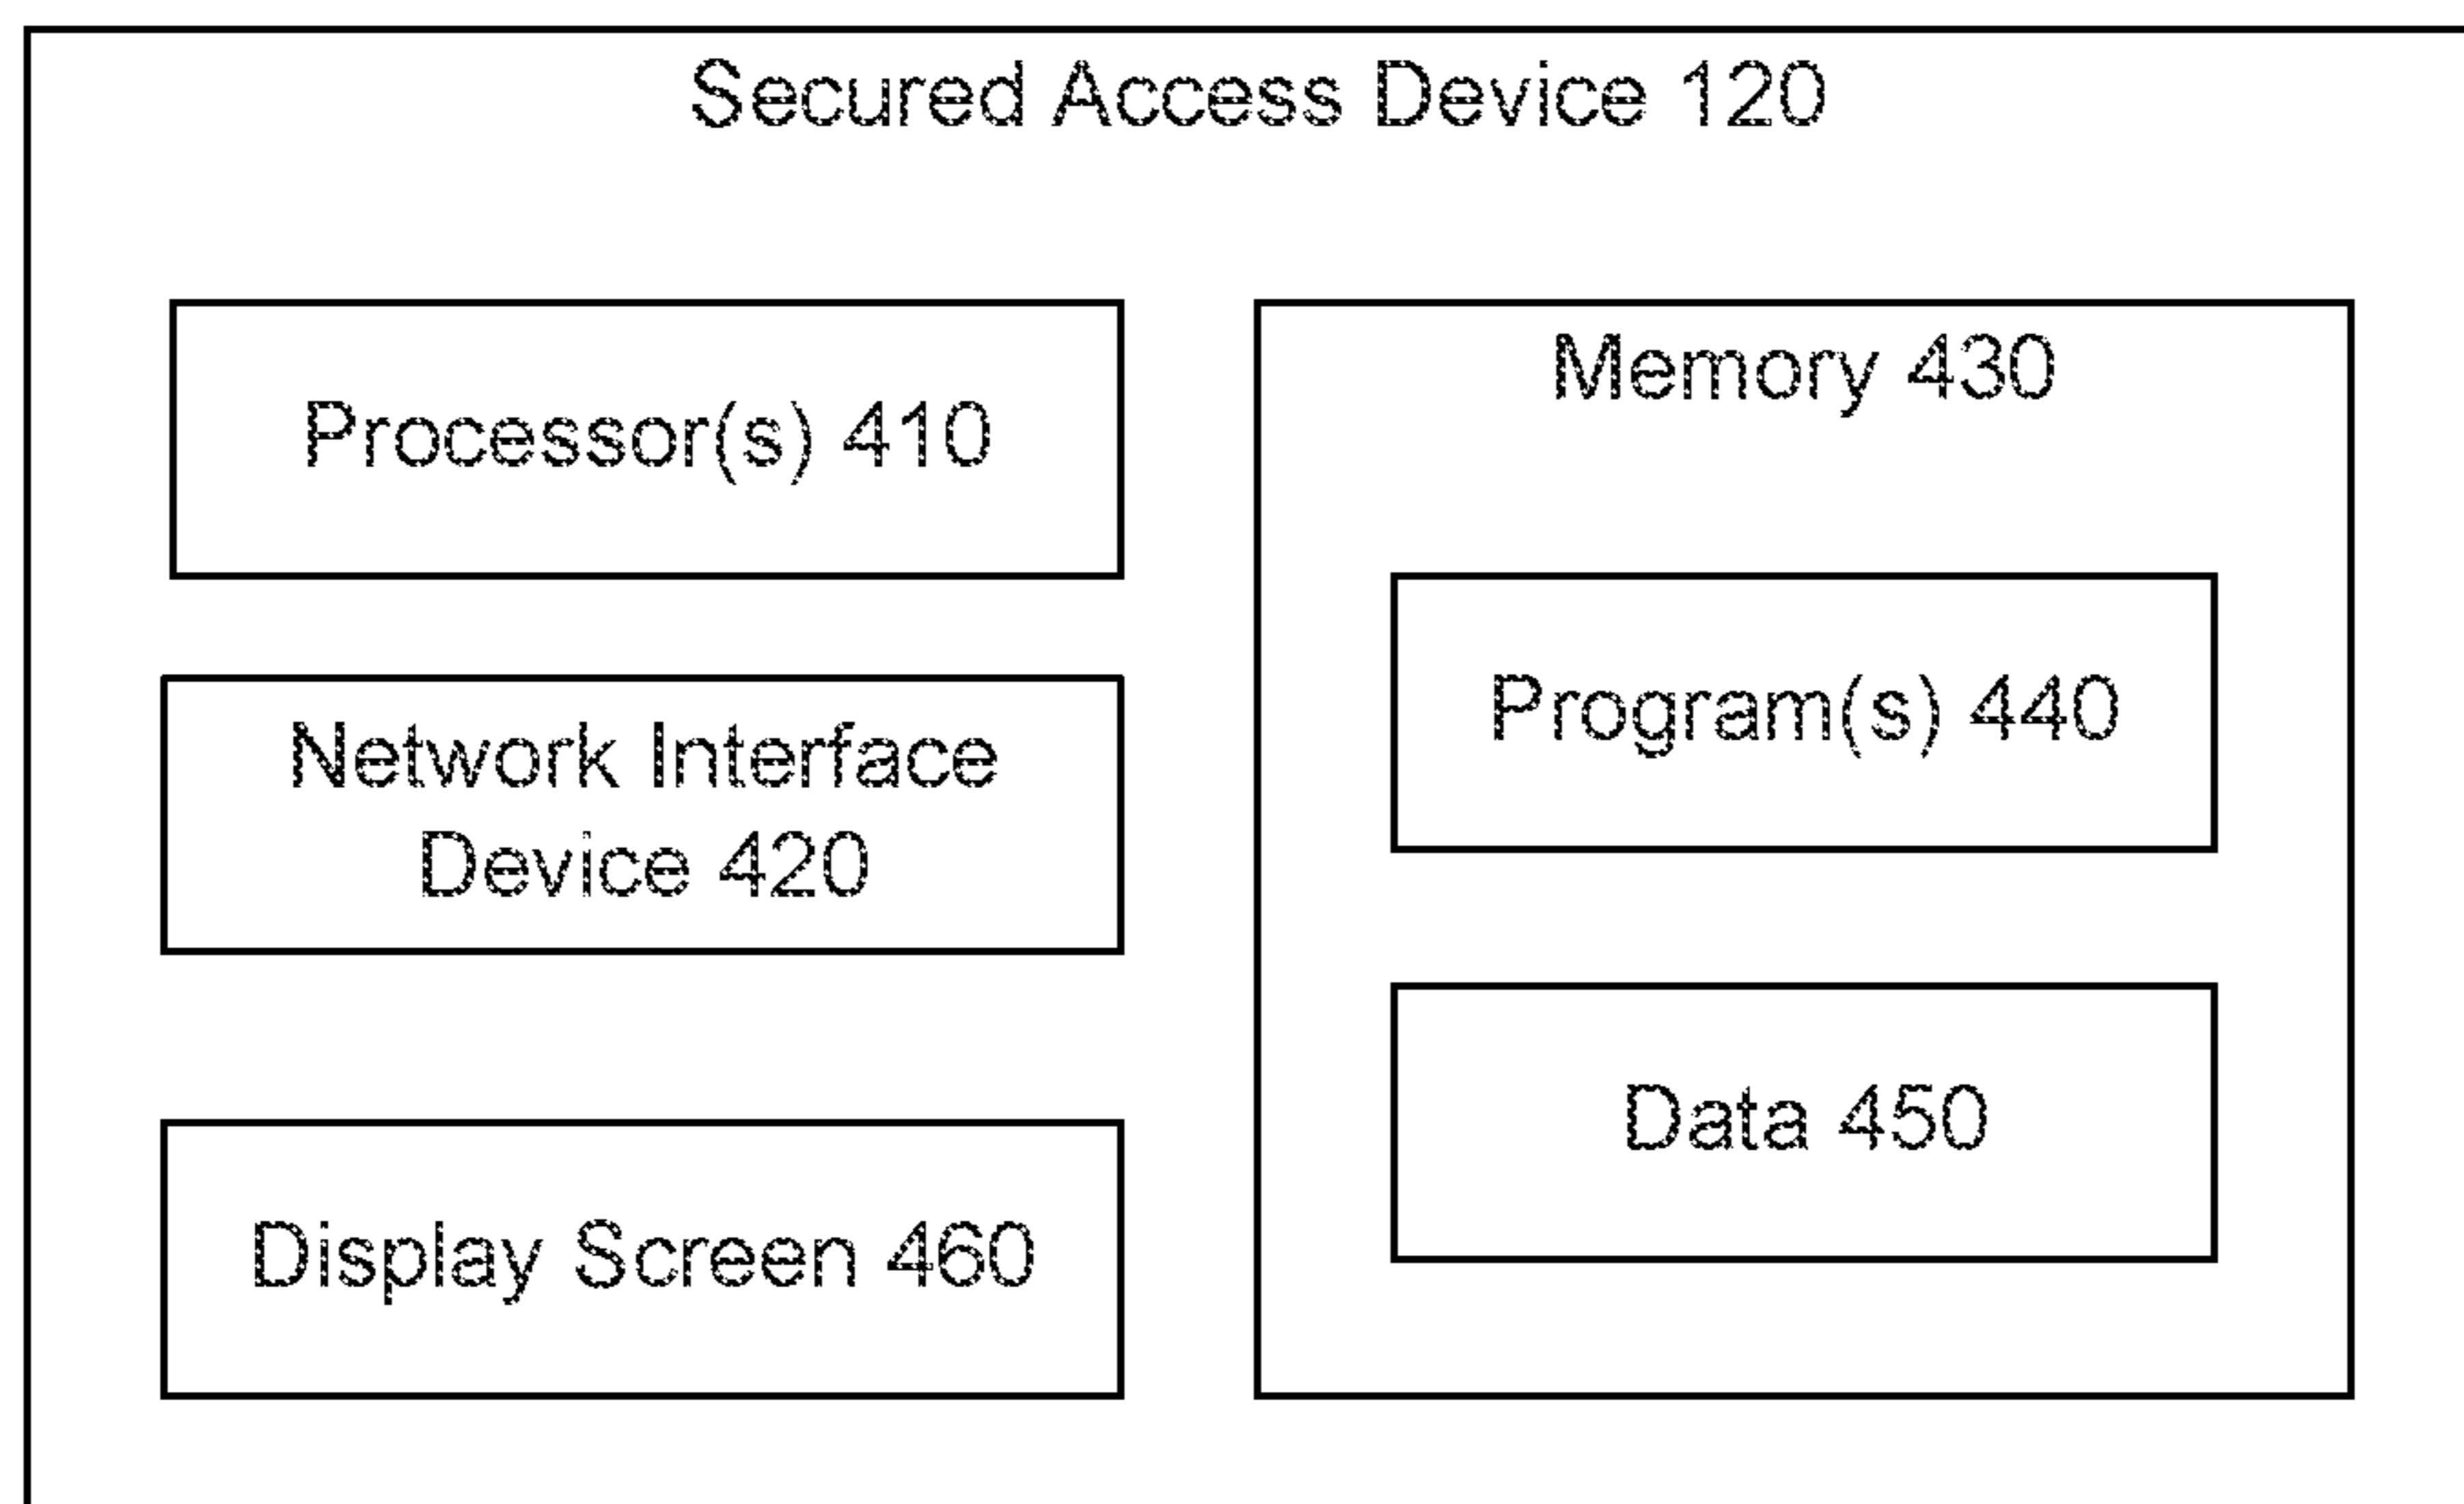 Secured Access Device 120
Processor(s) 410
Network Interface
Device 420
Display Screen 460
Memory 430
Program(s) 440
Data 450